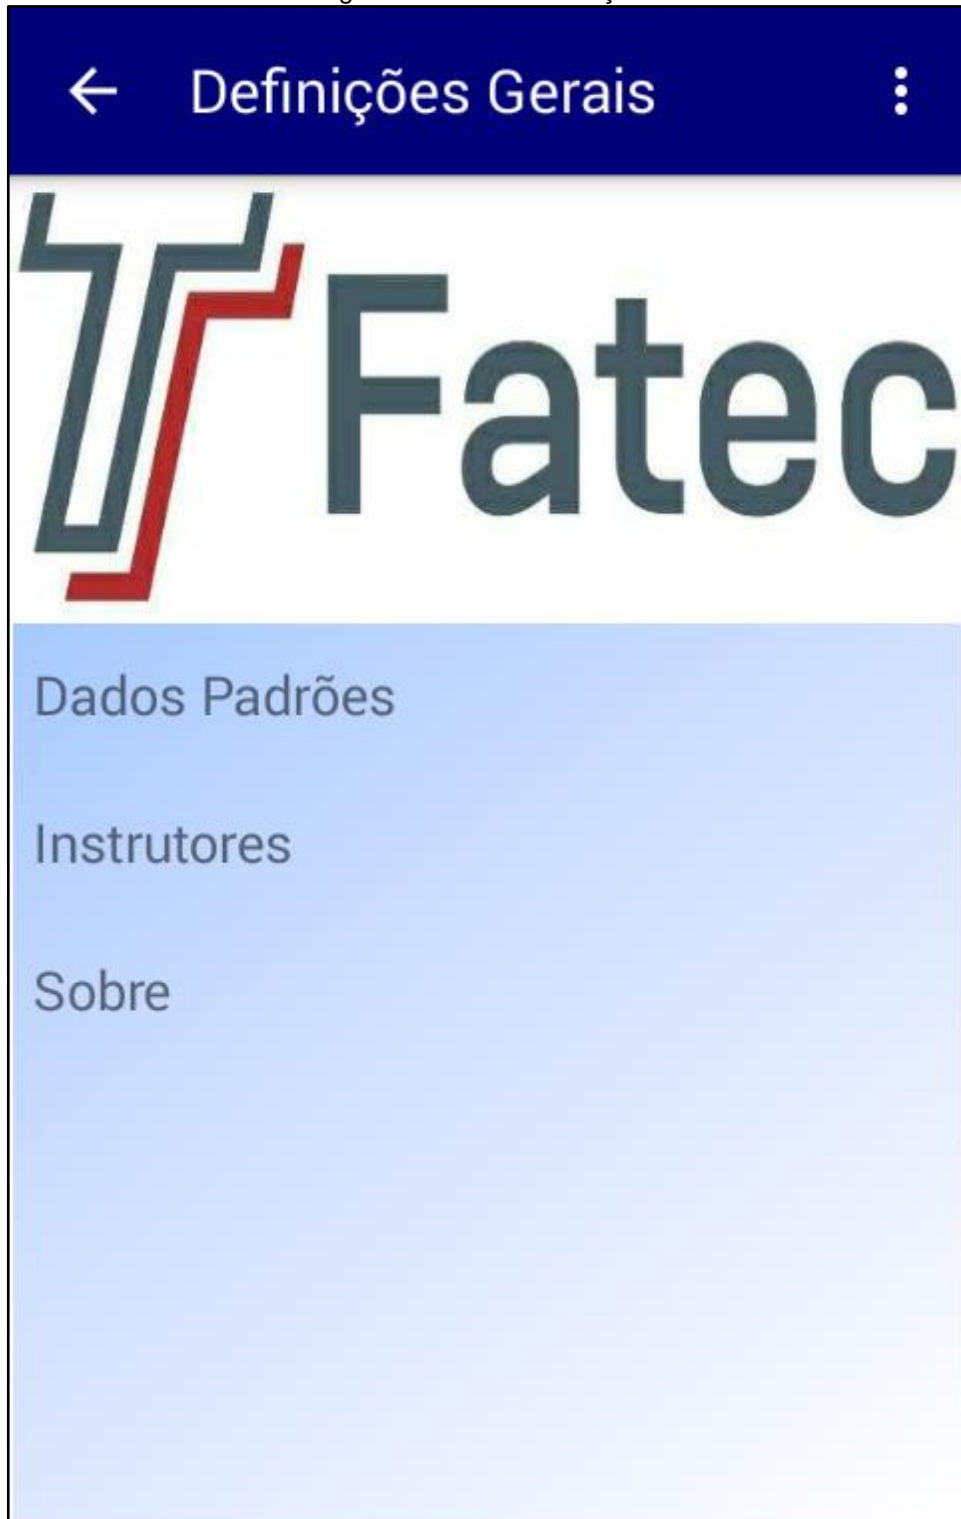 Definições Gerais
Fatec
Dados Padrões
Instrutores
Sobre